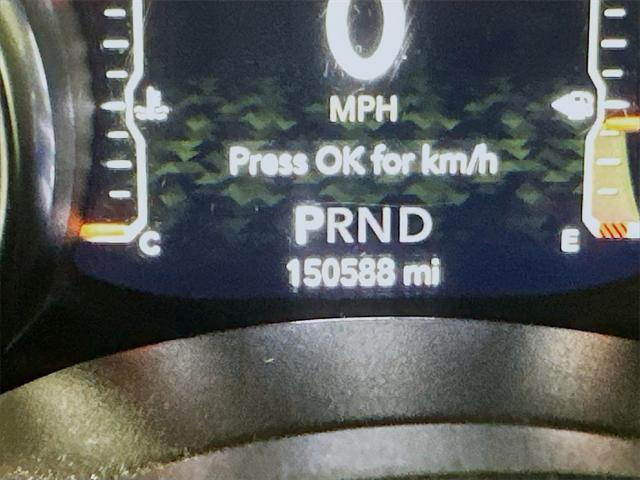 0
MPH
Press OK for km/h
PRND
C
E
150588 mi